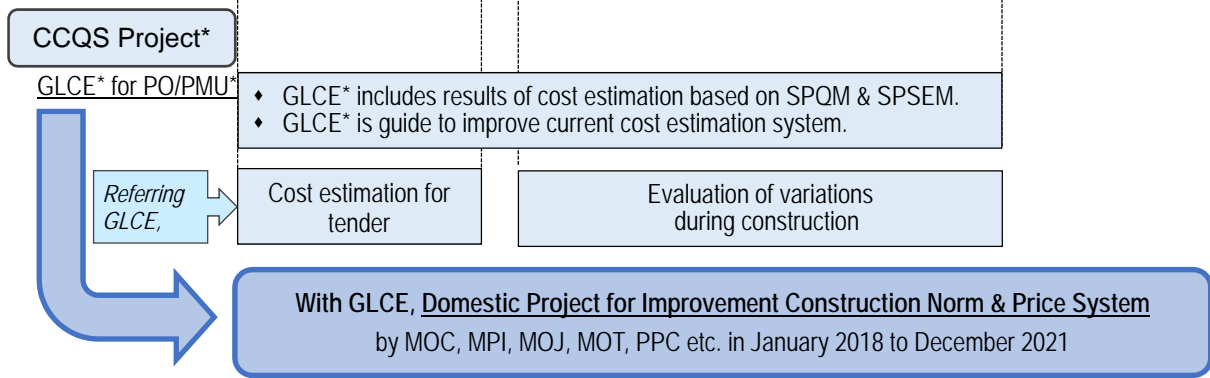 CCQS Project*
GLCE* for PO/PMU*
♦ GLCE* includes results of cost estimation based on SPQM & SPSEM.
♦ GLCE* is guide to improve current cost estimation system.
Referring
GLCE,
Cost estimation for
tender
Evaluation of variations
during construction
With GLCE, Domestic Project for Improvement Construction Norm & Price System
by MOC, MPI, MOJ, MOT, PPC etc. in January 2018 to December 2021